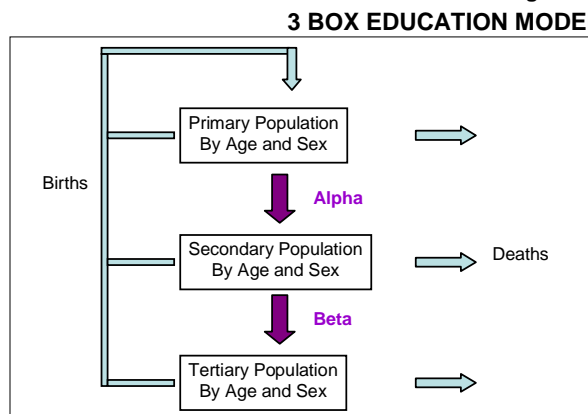 3 BOX EDUCATION MODE
Primary Population
By Age and Sex
Births
Alpha
Secondary Population
By Age and Sex
Deaths
Beta
Tertiary Population
By Age and Sex